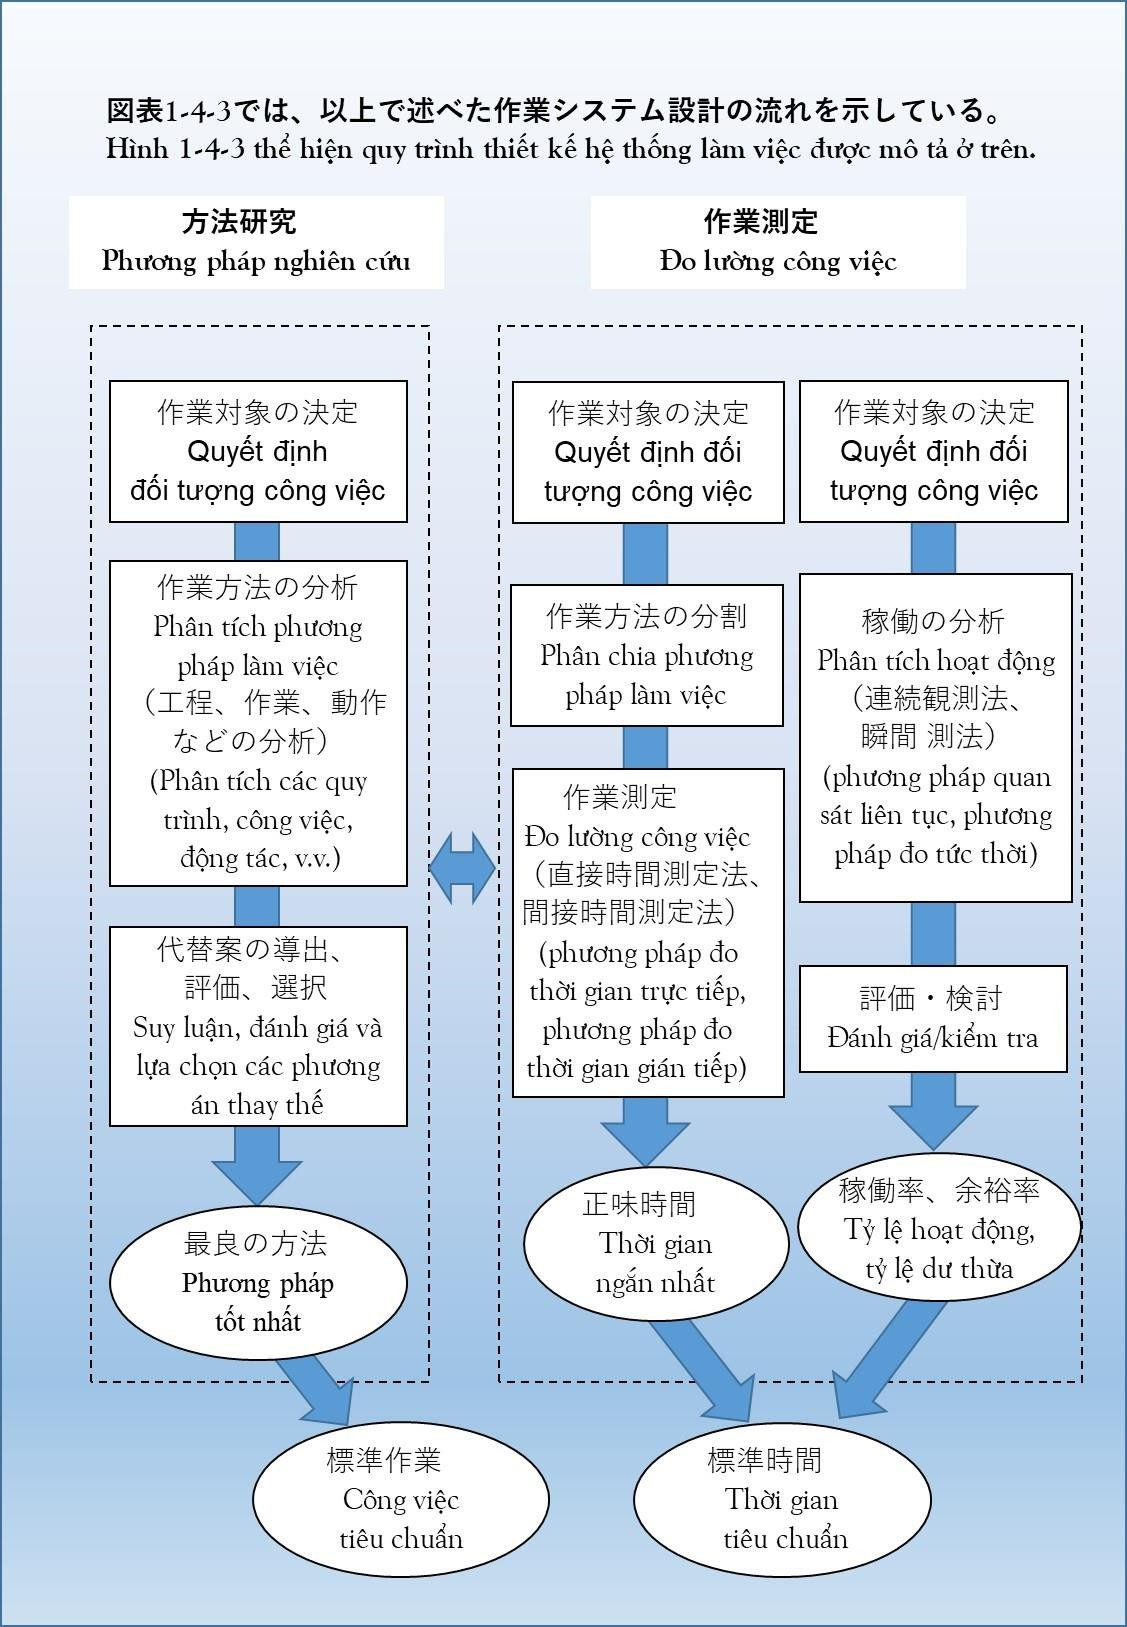 図表1-4-3では、以上で述べた作業システム設計の流れを示している。
Hình 1-4-3 thể hiện quy trình thiết kế hệ thống làm việc được mô tả ở trên.
方法研究
Phương pháp nghiên cứu
作業対象の決定
Quyết định
đối tượng công việc
作業方法の分析
Phân tích phương
pháp làm việc
（工程、作業、動作
などの分析）
(Phân tích các quy
trình, công việc,
động tác, v.v.)
代替案の導出、
評価、選択
Suy luận, đánh giá và
lựa chọn các phương
án thay thế
最良の方法
Phương pháp
tốt nhất
標準作業
Công việc
tiêu chuẩn
作業測定
Đo lường công việc
作業対象の決定
Quyết định đối
tượng công việc
作業方法の分割
Phân chia phương
pháp làm việc
作業測定
Đo lường công việc
（直接時間測定法、
間接時間測定法）
(phương pháp đo
thời gian trực tiếp,
phương pháp đo
thời gian gián tiếp)
正味時間
Thời gian
ngắn nhất
作業対象の決定
Quyết định đối
tượng công việc
稼働の分析
Phân tích hoạt động
（連続観測法、
瞬間 測法）
(phương pháp quan
sát liên tục, phương
pháp đo tức thời)
評価・検討
Đánh giá/kiểm tra
稼働率、余裕率
Tỷ lệ hoạt động,
tỷ lệ dư thừa
標準時間
Thời gian
tiêu chuẩn